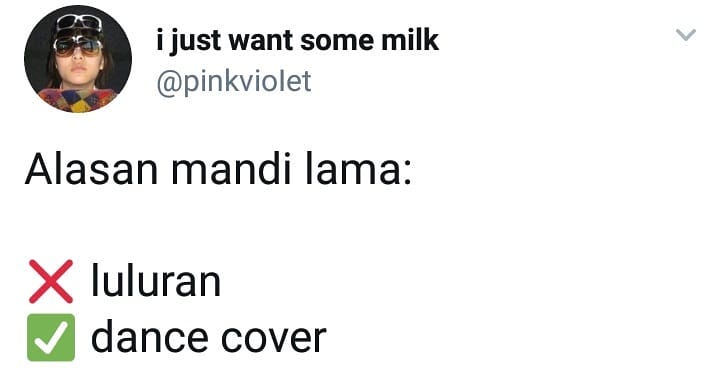 i just want some milk
@pinkviolet
Alasan mandi lama:
❌ luluran
✅ dance cover